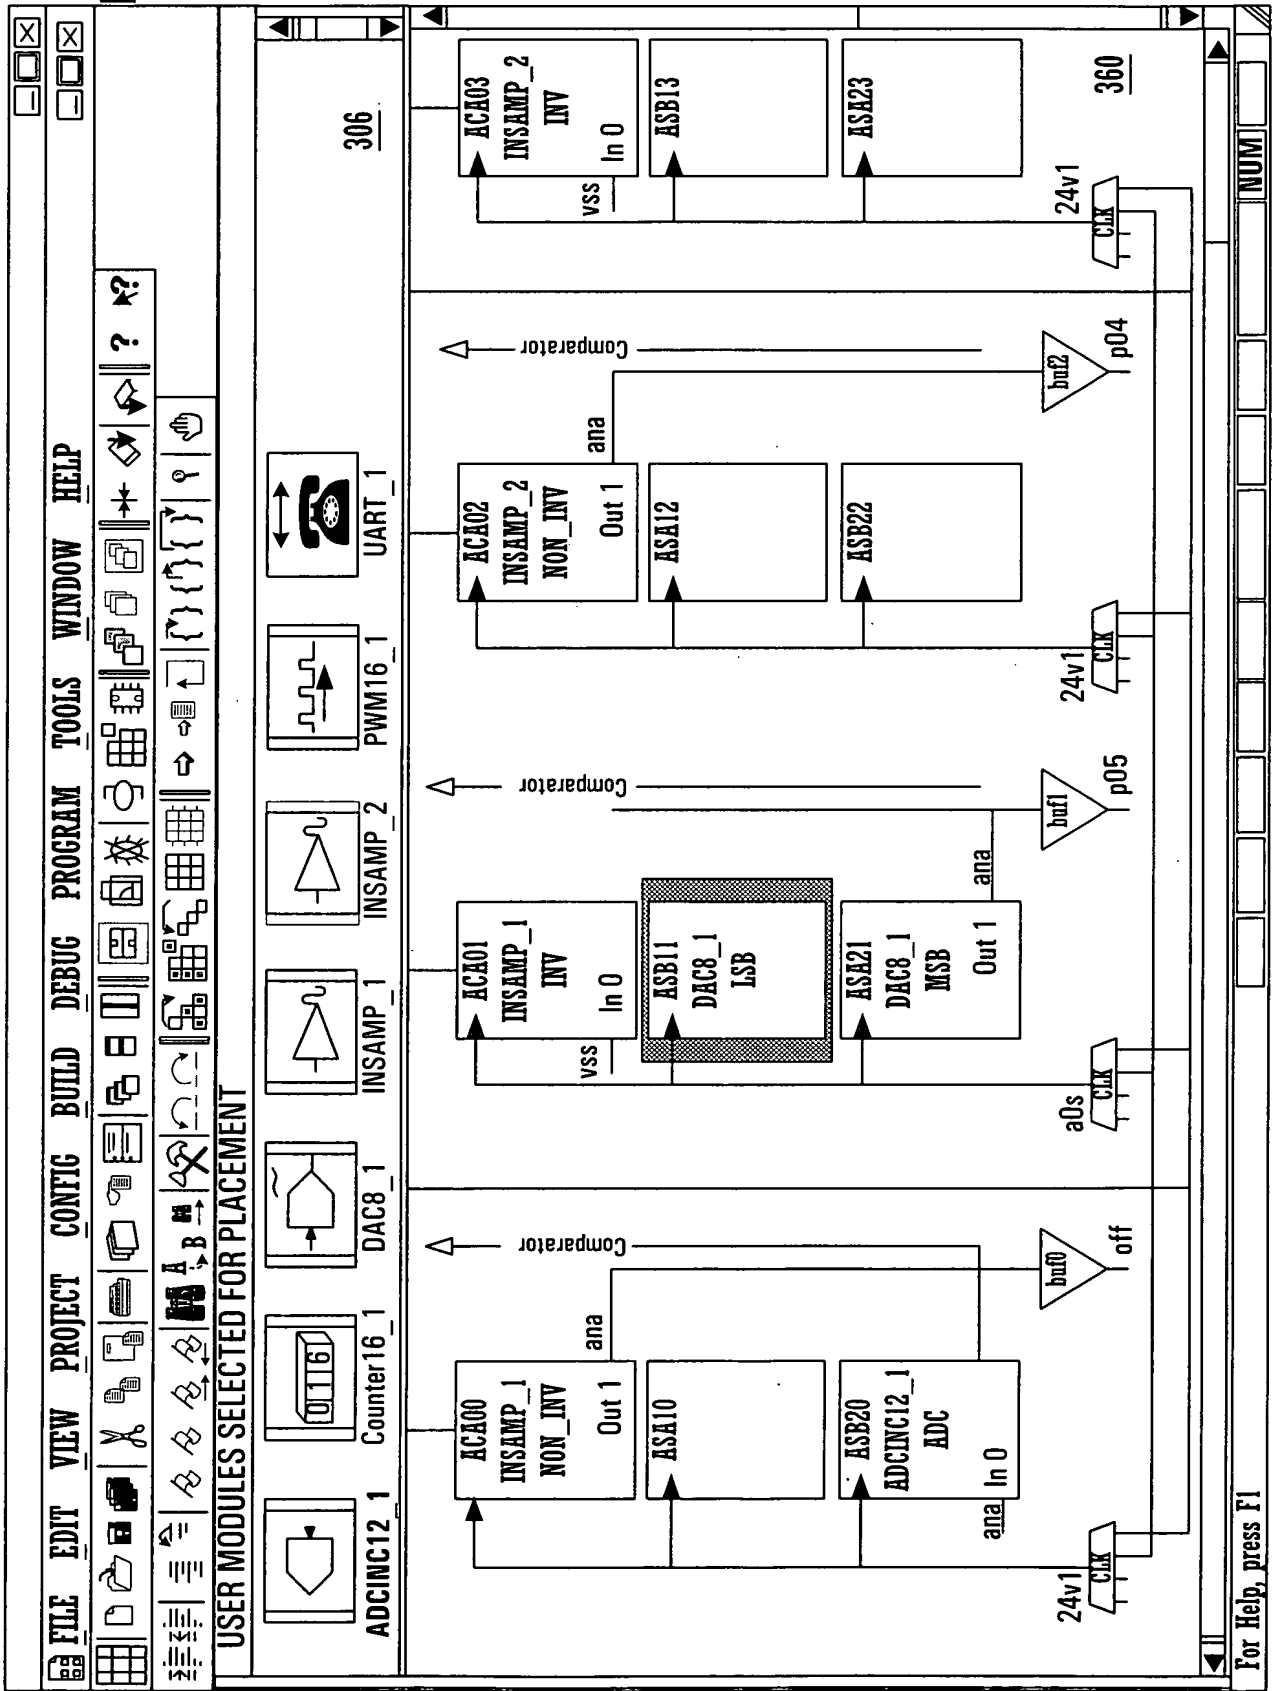 FILE EDIT VIEW PROJECT CONFIG BUILD DEBUG PROGRAM TOOLS WINDOW HELP
A B
? ?
USER MODULES SELECTED FOR PLACEMENT
0 1 6
ADCINC12_1 Counter16_1 DAC8_1 INSAMP_1 INSAMP_2 PWM16_1 UART_1
306
ACA00
INSAMP_1
NON_INV
Out 1
ana
ASA10
ASB20
ADCINC12_1
ADC
In 0
ana
Comparator
buf0
off
24v1
CLK
ACA01
INSAMP_1
INV
In 0
vss
ASB11
DAC8_1
LSB
ASA21
DAC8_1
MSB
Out 1
ana
Comparator
buf1
p05
a0s
CLK
ACA02
INSAMP_2
NON_INV
Out 1
ana
ASA12
ASB22
Comparator
buf2
p04
24v1
CLK
ACA03
INSAMP_2
INV
In 0
vss
ASB13
ASA23
24v1
CLK
360
For Help, press F1
NUM